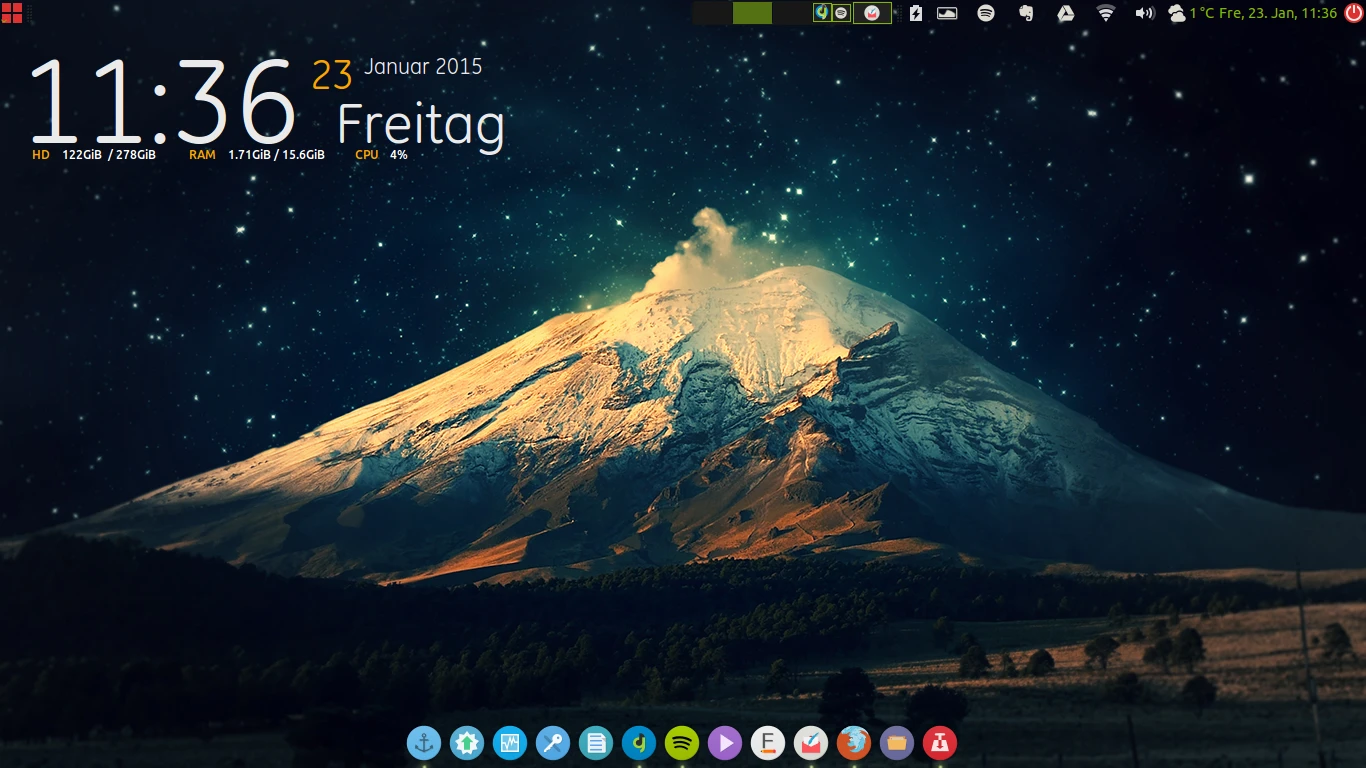 1 °C Fre, 23. Jan, 11:36
11:36 23 Januar 2015
Freitag
HD 122GiB / 278GiB RAM 1.71GiB / 15.6GiB CPU 4%
F